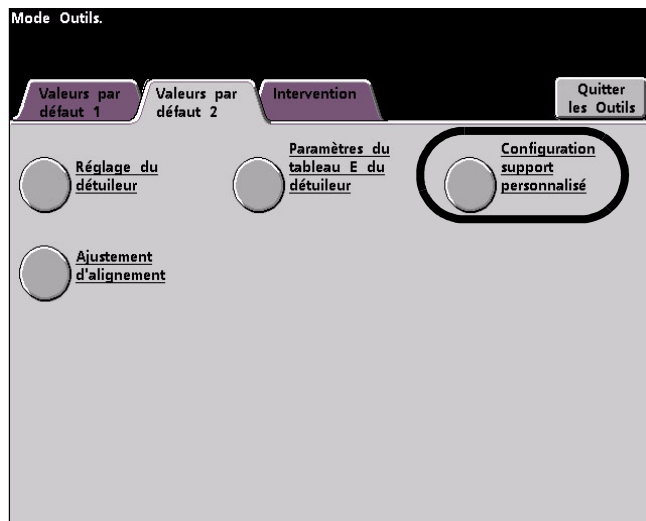 Mode Outils.
Valeurs par
défaut 1
Valeurs par
défaut 2
Intervention
Quitter
les Outils
Réglage du
détuileur
Paramètres du
tableau E du
détuileur
Configuration
support
personnalisé
Ajustement
d'alignement